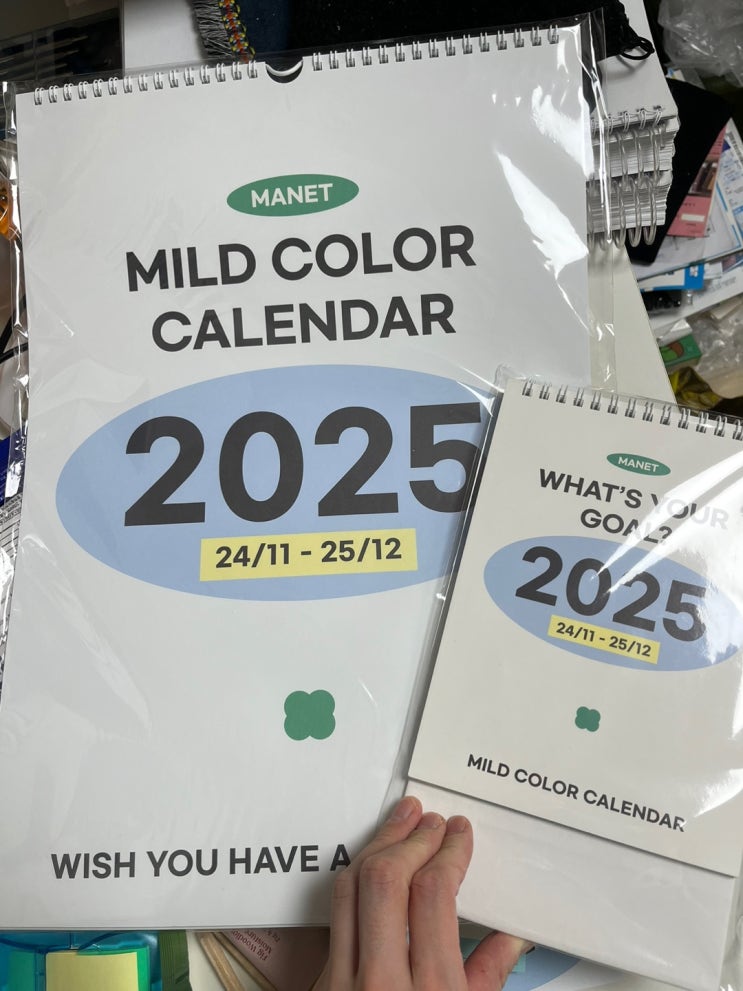 MANET
MILD COLOR
CALENDAR
2025
24/11 - 25/12
WISH YOU HAVE A
MANET
WHAT'S YOUR
GOAL?
2025
24/11 - 25/12
MILD COLOR CALENDAR